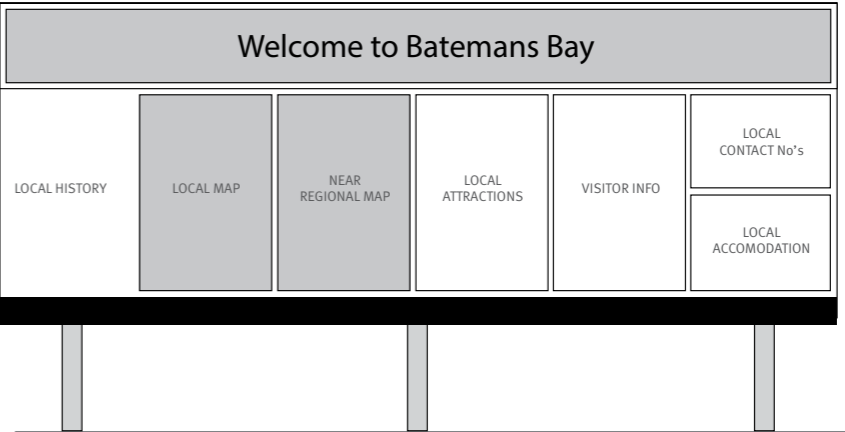 Welcome to Batemans Bay
LOCAL HISTORY
LOCAL MAP
NEAR
REGIONAL MAP
LOCAL
ATTRACTIONS
VISITOR INFO
LOCAL
CONTACT No's
LOCAL
ACCOMODATION